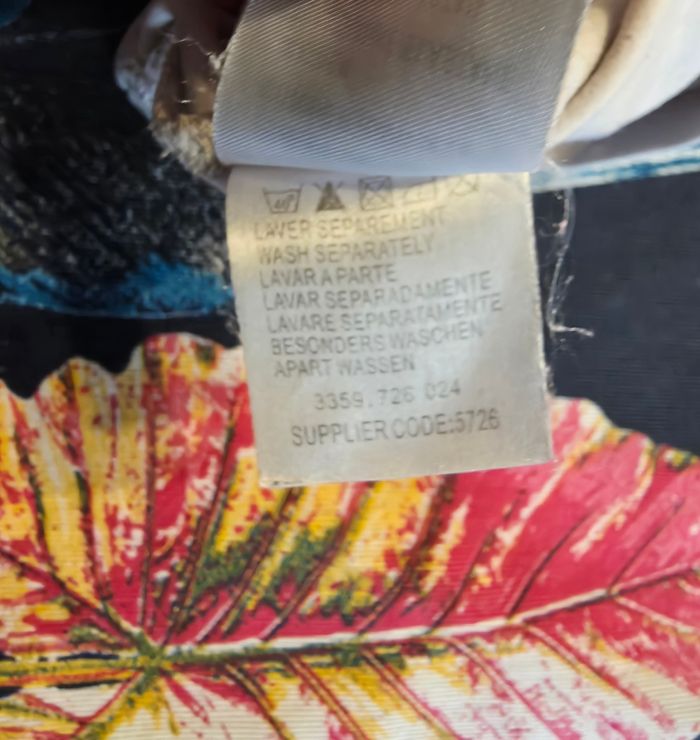 LAVER SEPAREMENT
WASH SEPARATELY
LAVAR A PARTE
LAVAR SEPARADAMENTE
LAVARE SEPARATAMENTE
BESONDERS WASCHEN
APART WASSEN
3359.726 024
SUPPLIER CODE:5726